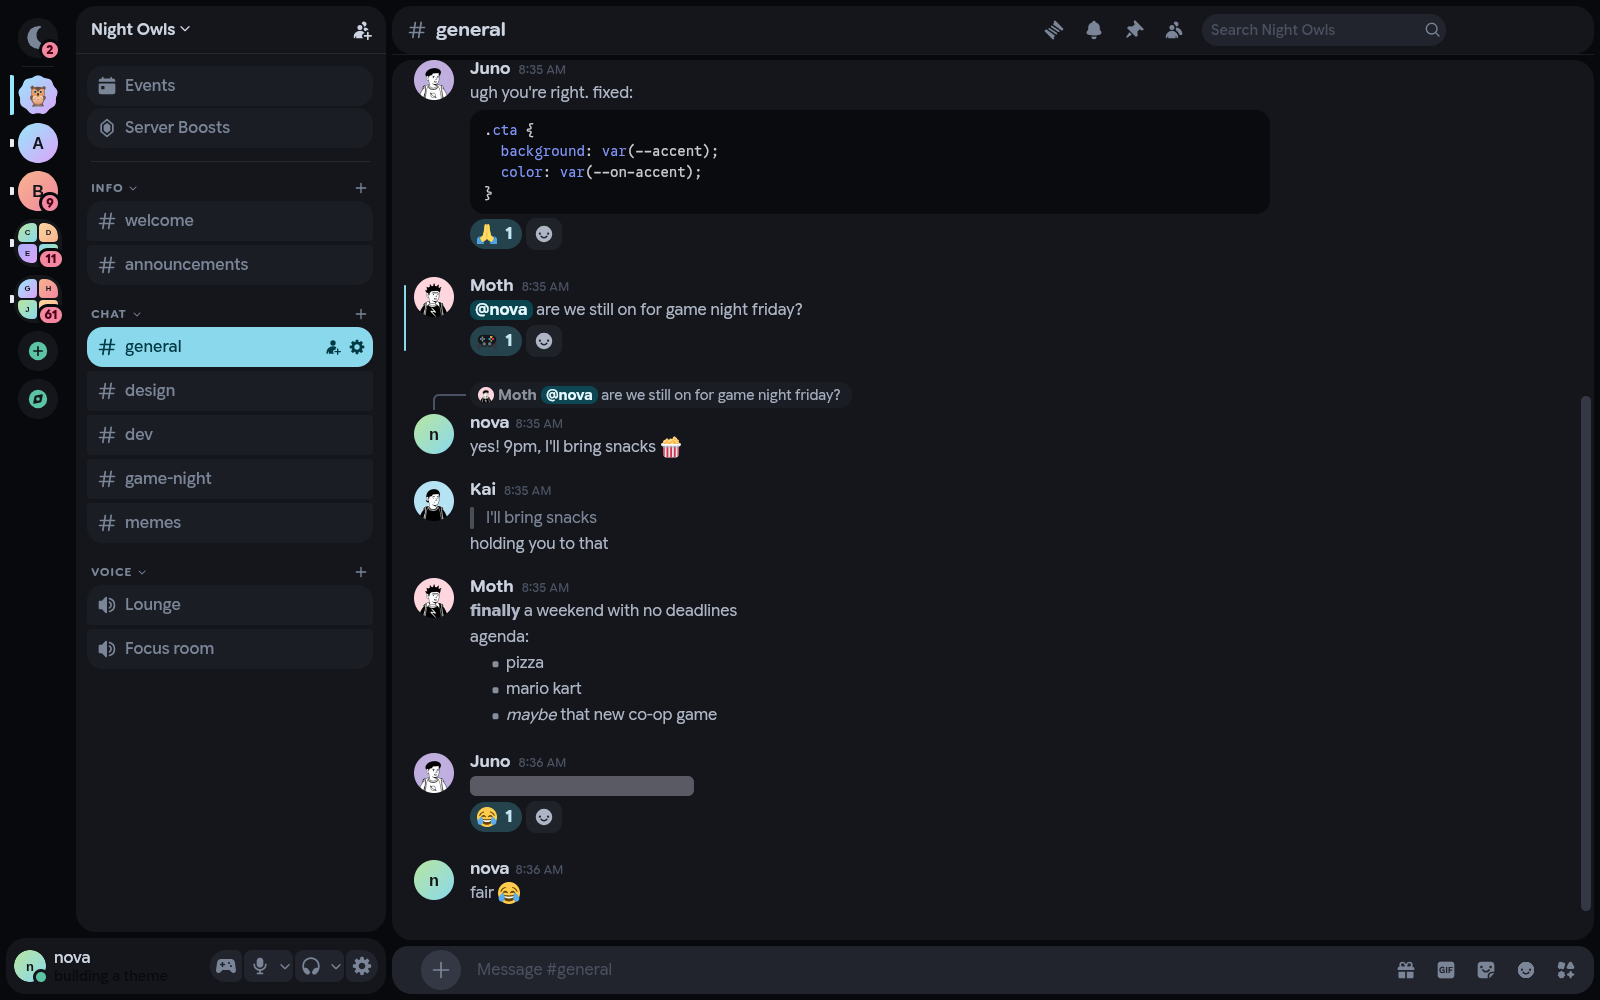 2
A
B
9
C
D
E
11
G
H
J
61
Night Owls
Events
Server Boosts
INFO
# welcome
# announcements
CHAT
# general
# design
# dev
# game-night
# memes
VOICE
Lounge
Focus room
n
nova
building a theme
# general
Search Night Owls
Juno 8:35 AM
ugh you're right. fixed:
.cta {
background: var(--accent);
color: var(--on-accent);
}
🙏 1
Moth 8:35 AM
@nova are we still on for game night friday?
🎮 1
Moth @nova are we still on for game night friday?
n
nova 8:35 AM
yes! 9pm, I'll bring snacks 🍿
Kai 8:35 AM
I'll bring snacks
holding you to that
Moth 8:35 AM
finally a weekend with no deadlines
agenda:
▪ pizza
▪ mario kart
▪ maybe that new co-op game
Juno 8:36 AM
😂 1
n
nova 8:36 AM
fair 😂
Message #general
GIF